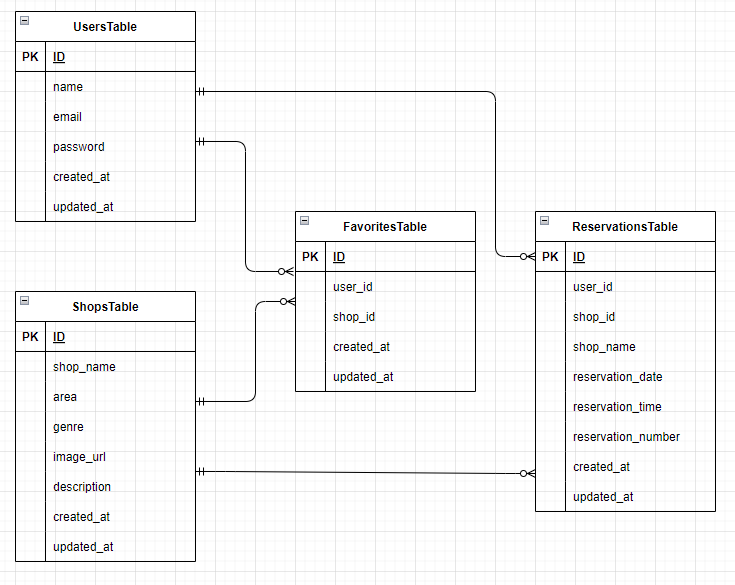 UsersTable
PK ID
name
email
password
created_at
updated_at
FavoritesTable
PK ID
user_id
shop_id
created_at
updated_at
ReservationsTable
PK ID
user_id
shop_id
shop_name
reservation_date
reservation_time
reservation_number
created_at
updated_at
ShopsTable
PK ID
shop_name
area
genre
image_url
description
created_at
updated_at